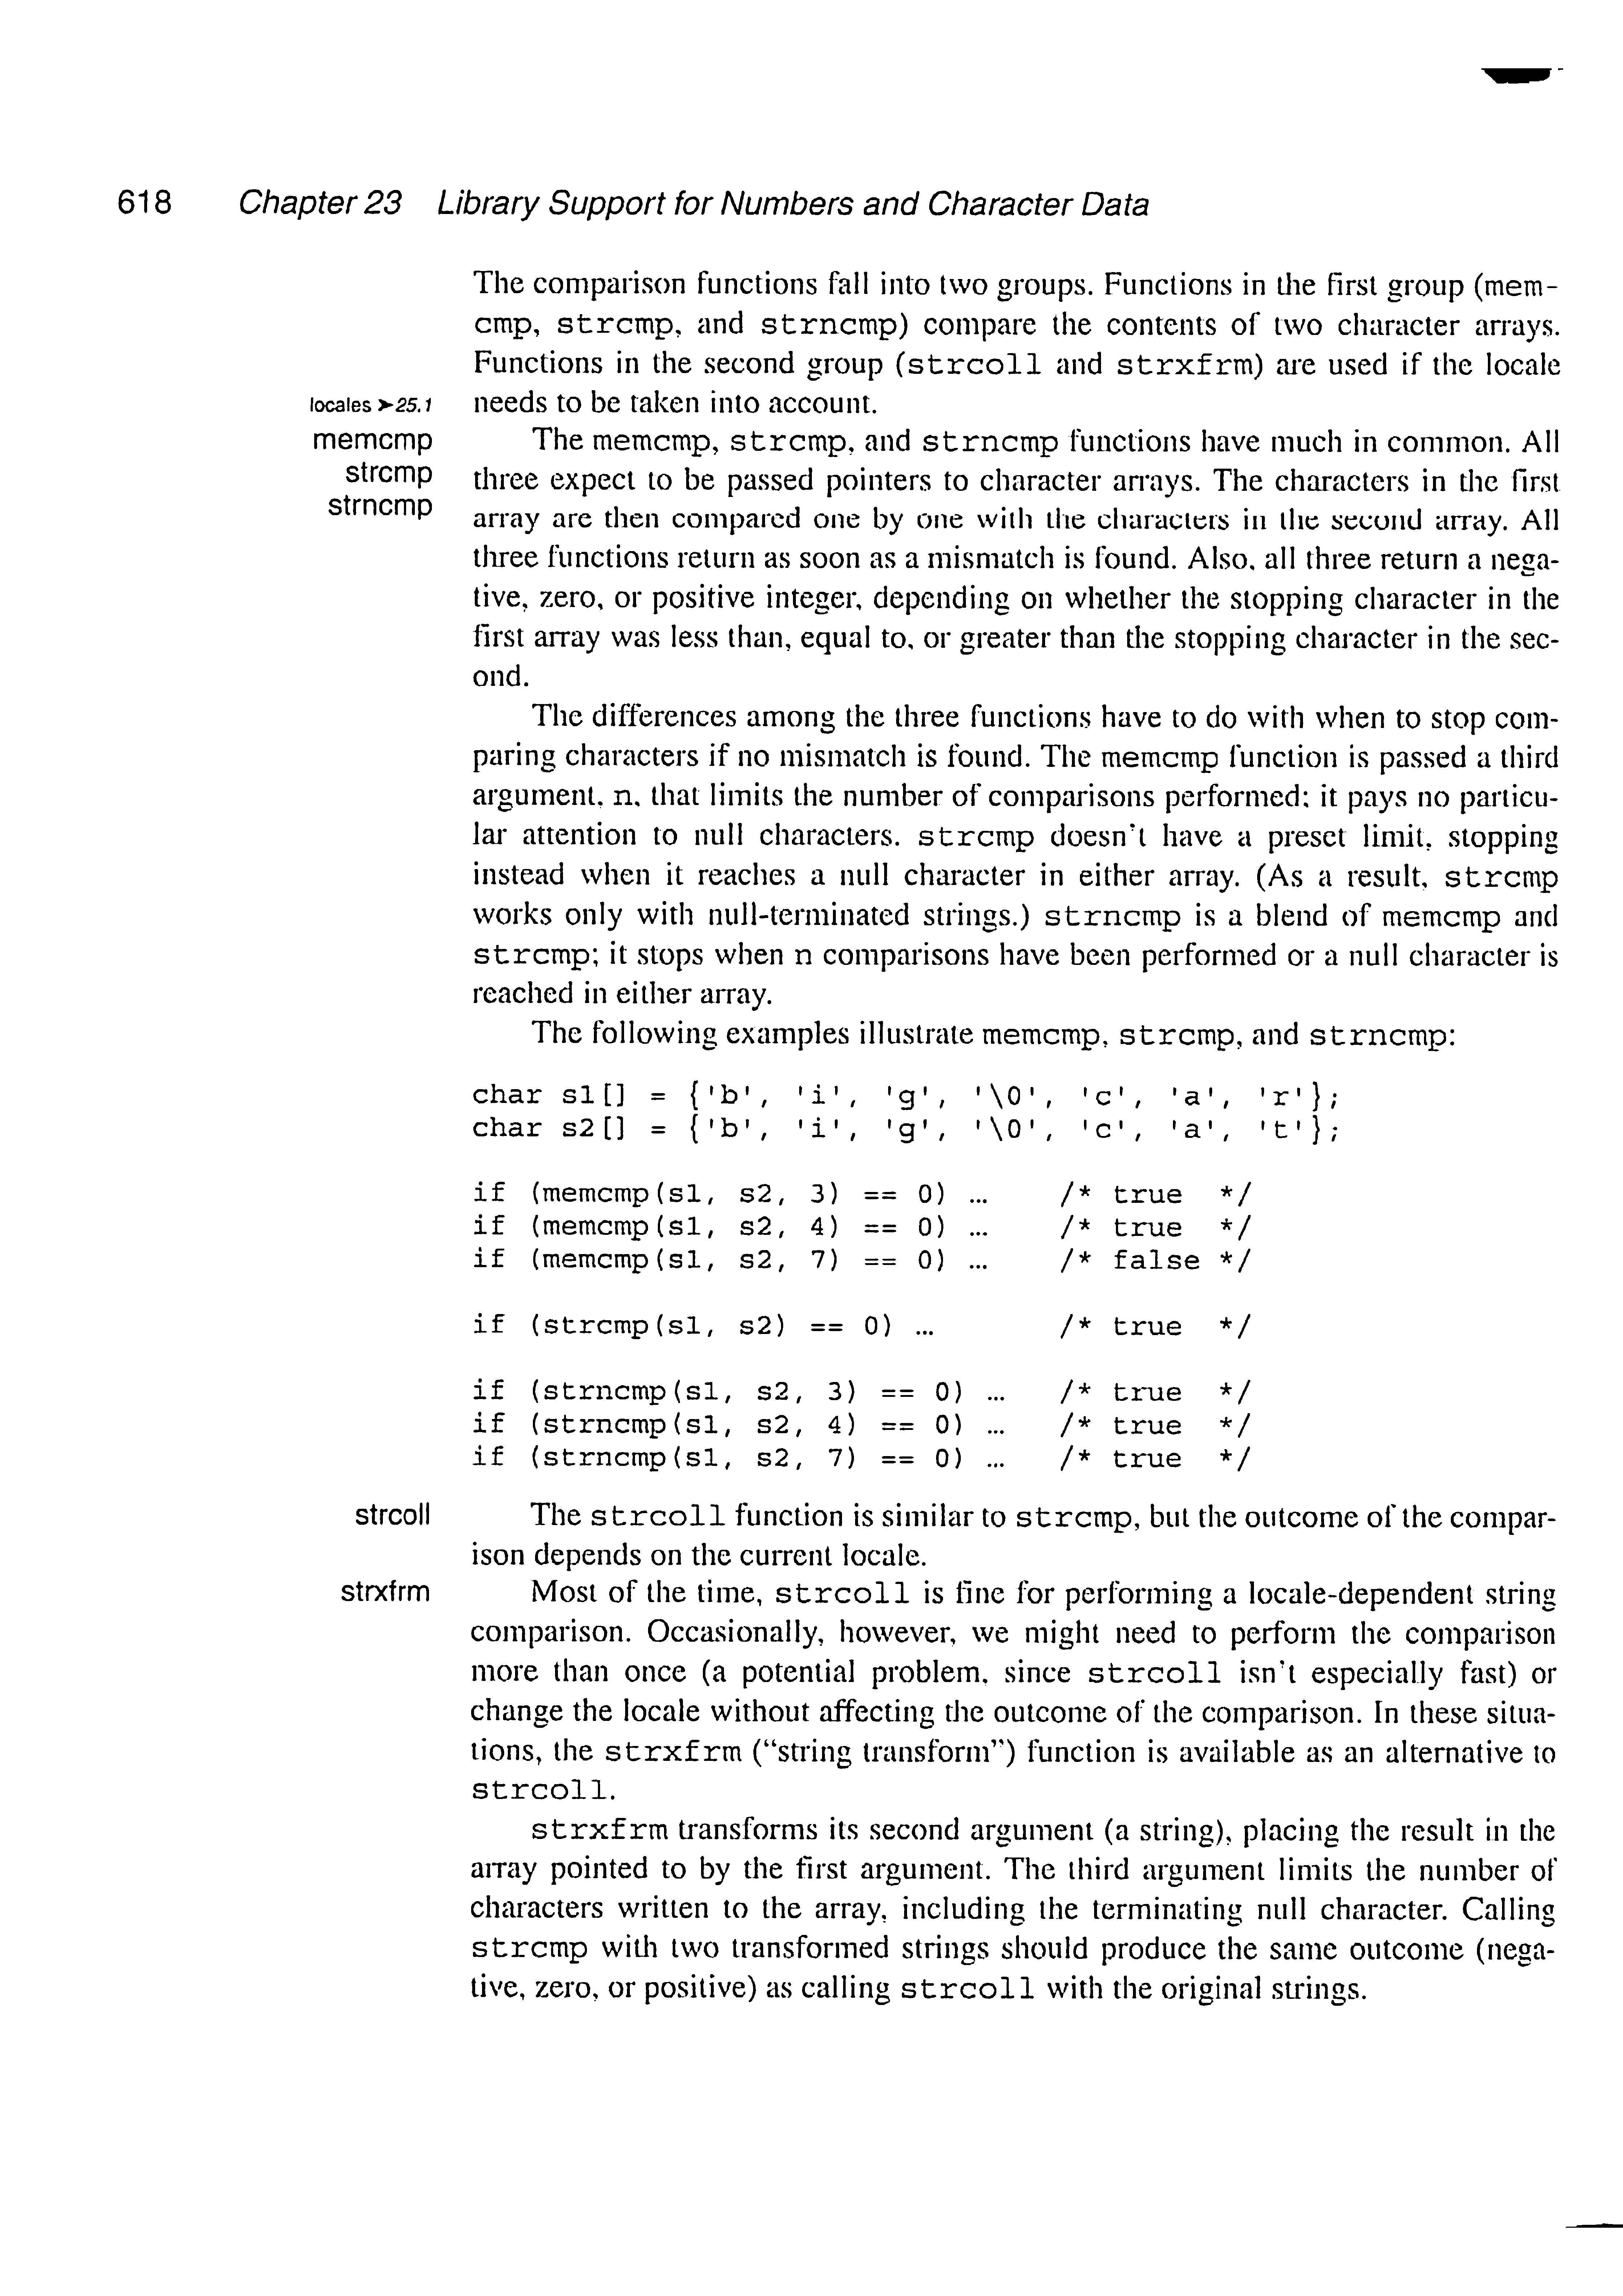 618 Chapter 23 Library Support for Numbers and Character Data
The comparison functions fall into two groups. Functions in the first group (mem-
cmp, strcmp, and strncmp) compare the contents of two character arrays.
Functions in the second group (strcoll and strxfrm) are used if the locale
locales ➤25.1 needs to be taken into account.
memcmp The memcmp, strcmp, and strncmp functions have much in common. All
strcmp three expect to be passed pointers to character arrays. The characters in the first
strncmp array are then compared one by one with the characters in the second array. All
three functions return as soon as a mismatch is found. Also, all three return a nega-
tive, zero, or positive integer, depending on whether the stopping character in the
first array was less than, equal to, or greater than the stopping character in the sec-
ond.
The differences among the three functions have to do with when to stop com-
paring characters if no mismatch is found. The memcmp function is passed a third
argument, n, that limits the number of comparisons performed; it pays no particu-
lar attention to null characters. strcmp doesn't have a preset limit, stopping
instead when it reaches a null character in either array. (As a result, strcmp
works only with null-terminated strings.) strncmp is a blend of memcmp and
strcmp; it stops when n comparisons have been performed or a null character is
reached in either array.
The following examples illustrate memcmp, strcmp, and strncmp:
char s1[] = {'b', 'i', 'g', '\0', 'c', 'a', 'r'};
char s2[] = {'b', 'i', 'g', '\0', 'c', 'a', 't'};
if (memcmp(s1, s2, 3) == 0) … /* true */
if (memcmp(s1, s2, 4) == 0) … /* true */
if (memcmp(s1, s2, 7) == 0) … /* false */
if (strcmp(s1, s2) == 0) … /* true */
if (strncmp(s1, s2, 3) == 0) … /* true */
if (strncmp(s1, s2, 4) == 0) … /* true */
if (strncmp(s1, s2, 7) == 0) … /* true */
strcoll The strcoll function is similar to strcmp, but the outcome of the compar-
ison depends on the current locale.
strxfrm Most of the time, strcoll is fine for performing a locale-dependent string
comparison. Occasionally, however, we might need to perform the comparison
more than once (a potential problem, since strcoll isn't especially fast) or
change the locale without affecting the outcome of the comparison. In these situa-
tions, the strxfrm (“string transform”) function is available as an alternative to
strcoll.
strxfrm transforms its second argument (a string), placing the result in the
array pointed to by the first argument. The third argument limits the number of
characters written to the array, including the terminating null character. Calling
strcmp with two transformed strings should produce the same outcome (nega-
tive, zero, or positive) as calling strcoll with the original strings.